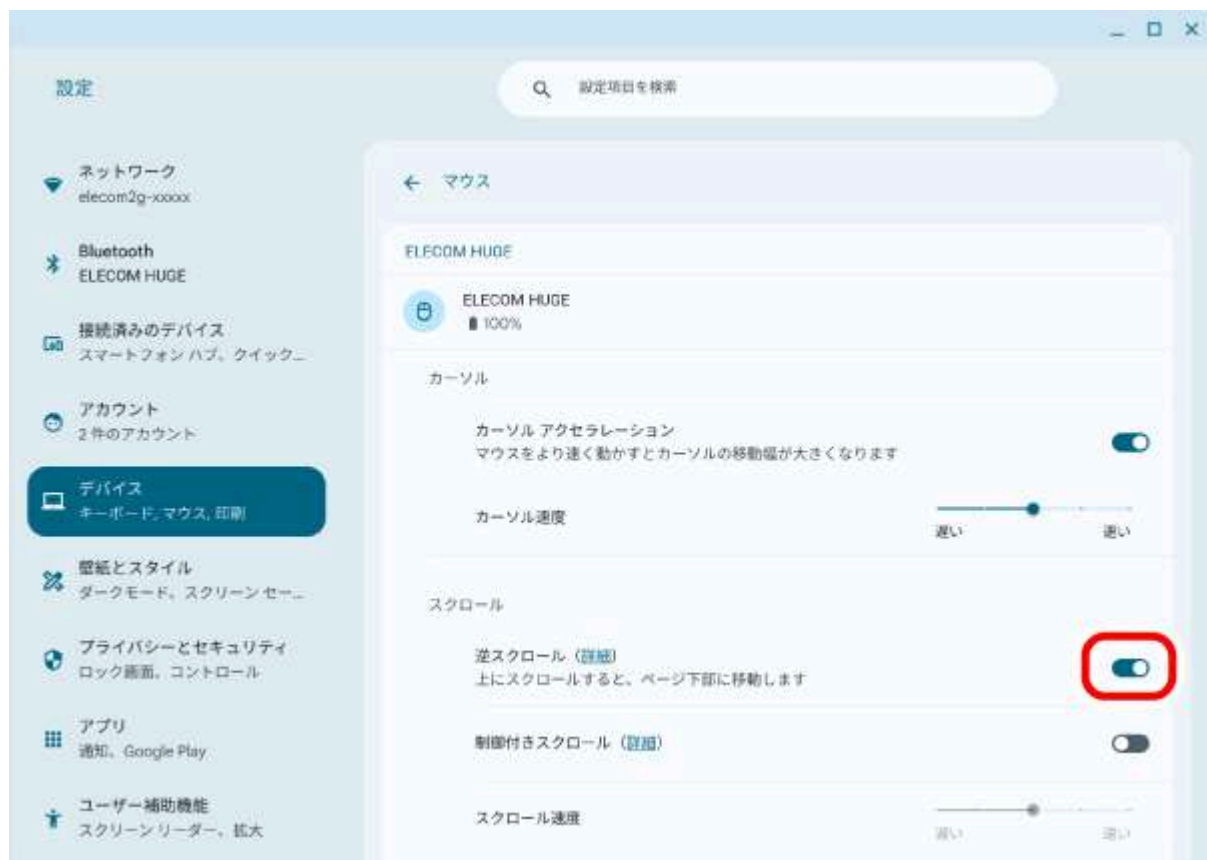 設定
設定項目を検索
ネットワーク
elecom2g-xxxxx
Bluetooth
ELECOM HUGE
接続済みのデバイス
スマートフォン ハブ、クイック...
アカウント
2 件のアカウント
デバイス
キーボード, マウス, 印刷
壁紙とスタイル
ダークモード、スクリーン セー...
プライバシーとセキュリティ
ロック画面、コントロール
アプリ
通知、Google Play
ユーザー補助機能
スクリーン リーダー、拡大
マウス
ELECOM HUGE
ELECOM HUGE
100%
カーソル
カーソル アクセラレーション
マウスをより速く動かすとカーソルの移動幅が大きくなります
カーソル速度
遅い 速い
スクロール
逆スクロール（詳細）
上にスクロールすると、ページ下部に移動します
制御付きスクロール（詳細）
スクロール速度
遅い 速い